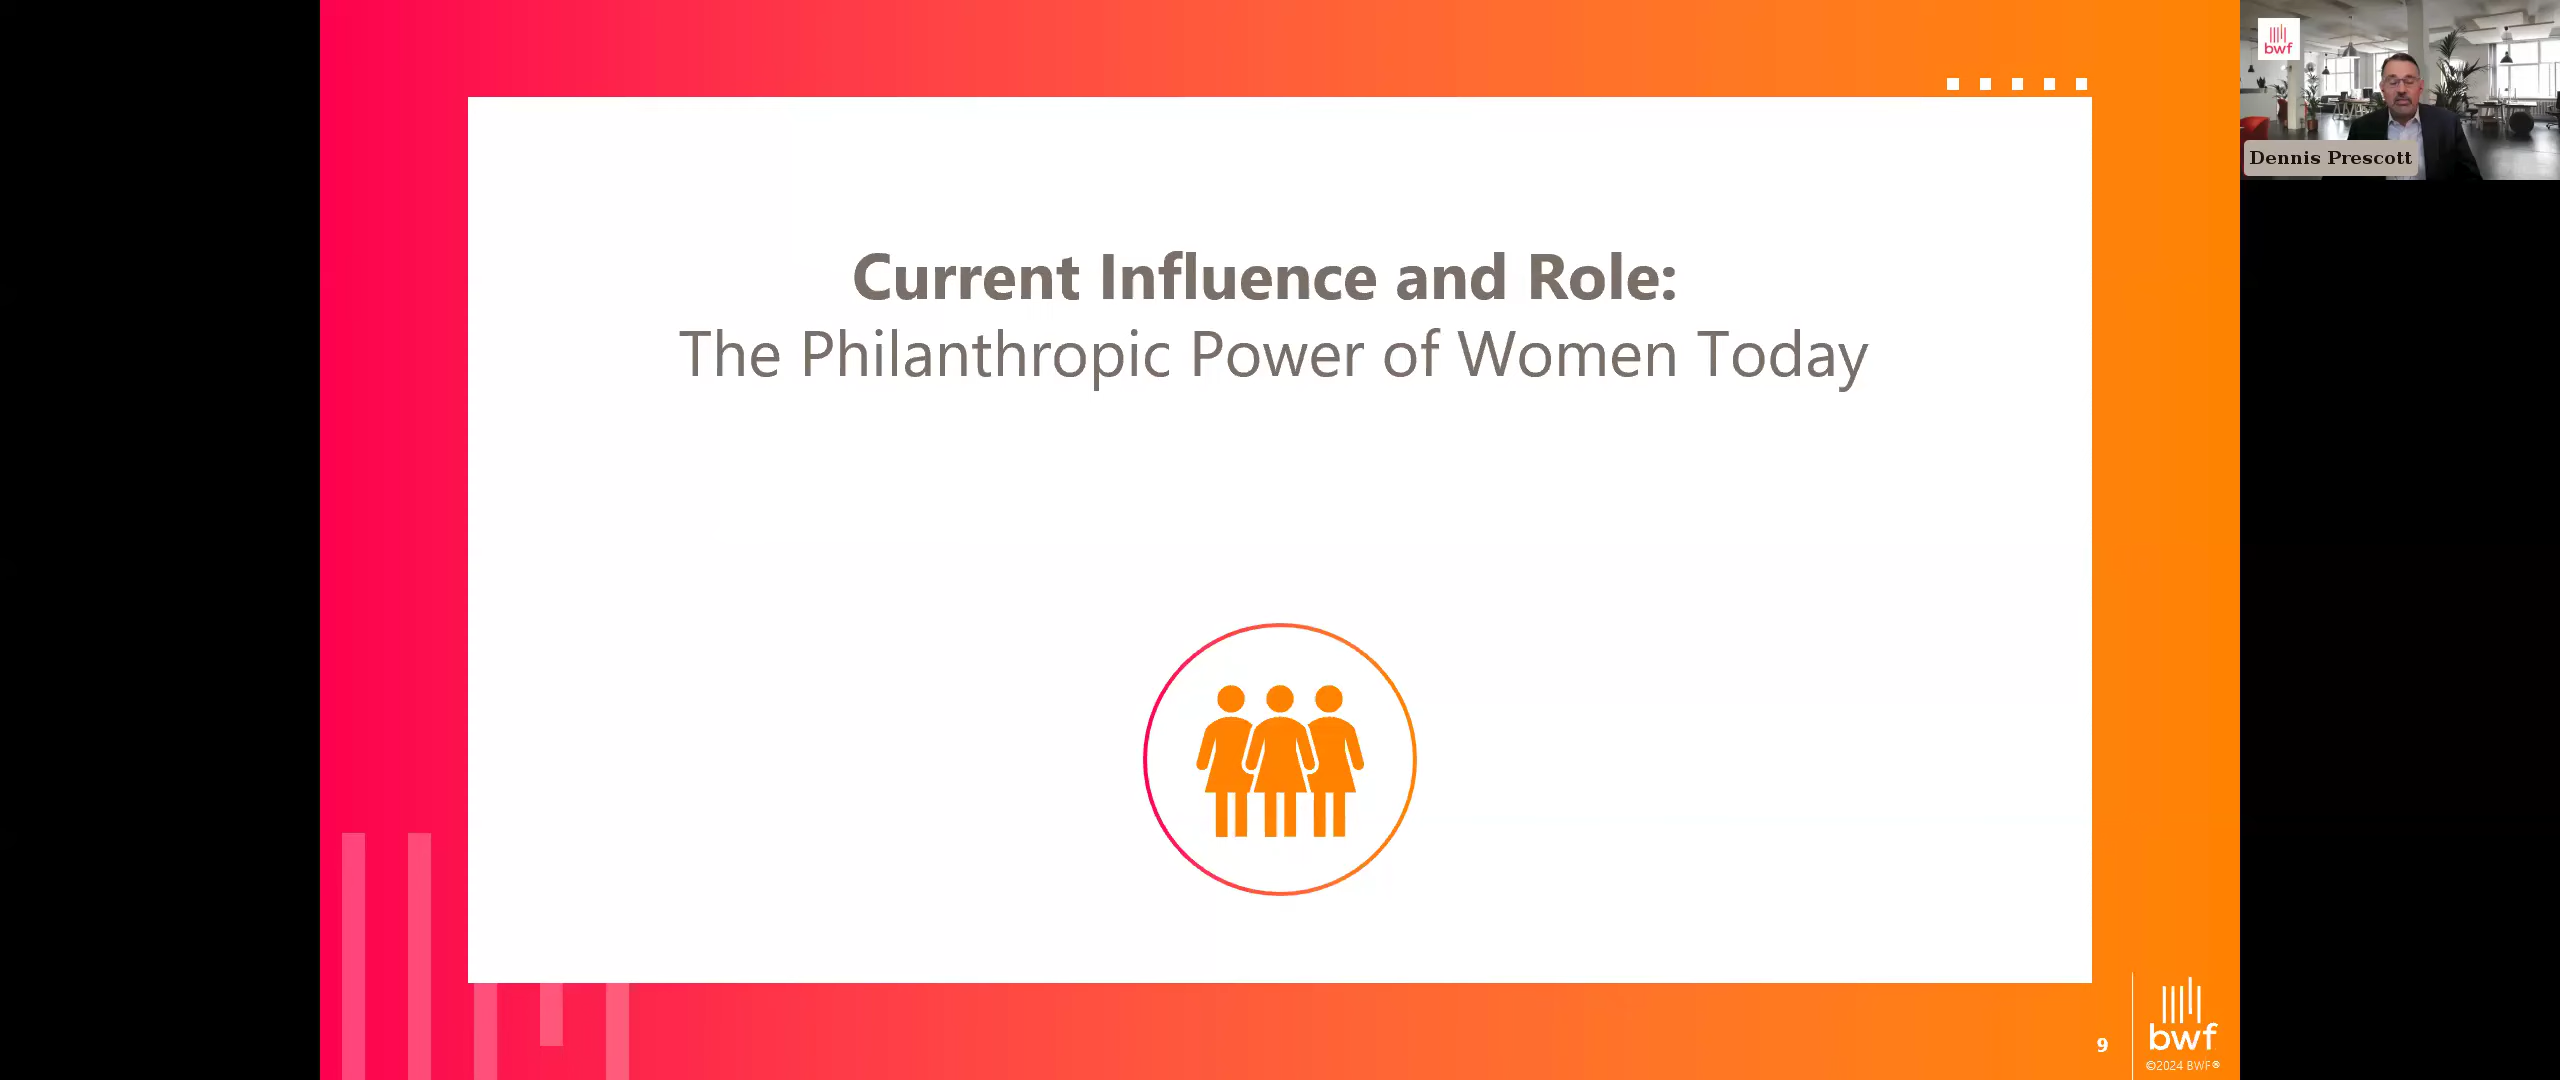 bwf
Dennis Prescott
Current Influence and Role:
The Philanthropic Power of Women Today
9
bwf
©2024 BWF®